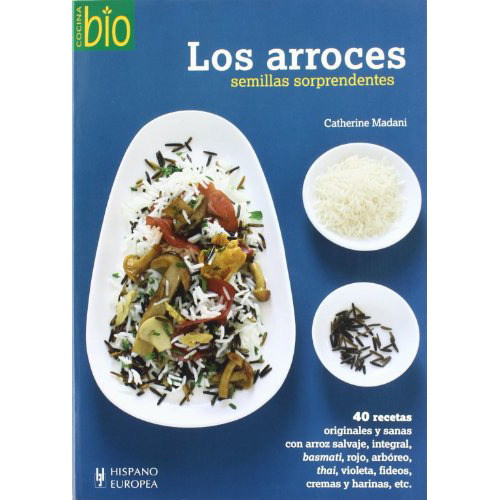 COCINA
bio
Los arroces
semillas sorprendentes
Catherine Madani
40 recetas
originales y sanas
con arroz salvaje, integral,
basmati, rojo, arbóreo,
thai, violeta, fideos,
cremas y harinas, etc.
HISPANO
EUROPEA